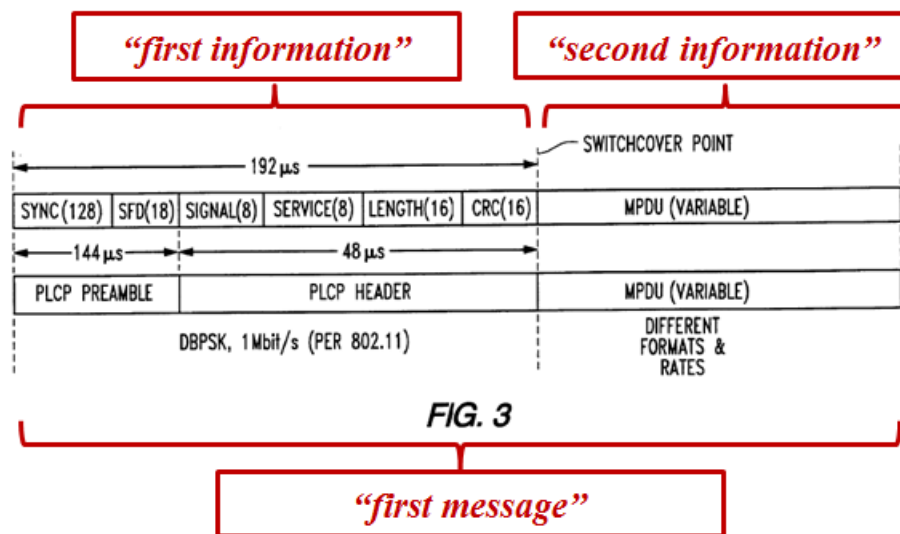 “first information” “second information”
SWITCHCOVER POINT
192 μs
SYNC(128) SFD(18) SIGNAL(8) SERVICE(8) LENGTH(16) CRC(16) MPDU (VARIABLE)
144 μs 48 μs
PLCP PREAMBLE PLCP HEADER MPDU (VARIABLE)
DBPSK, 1Mbit/s (PER 802.11) DIFFERENT
FORMATS &
RATES
FIG. 3
“first message”